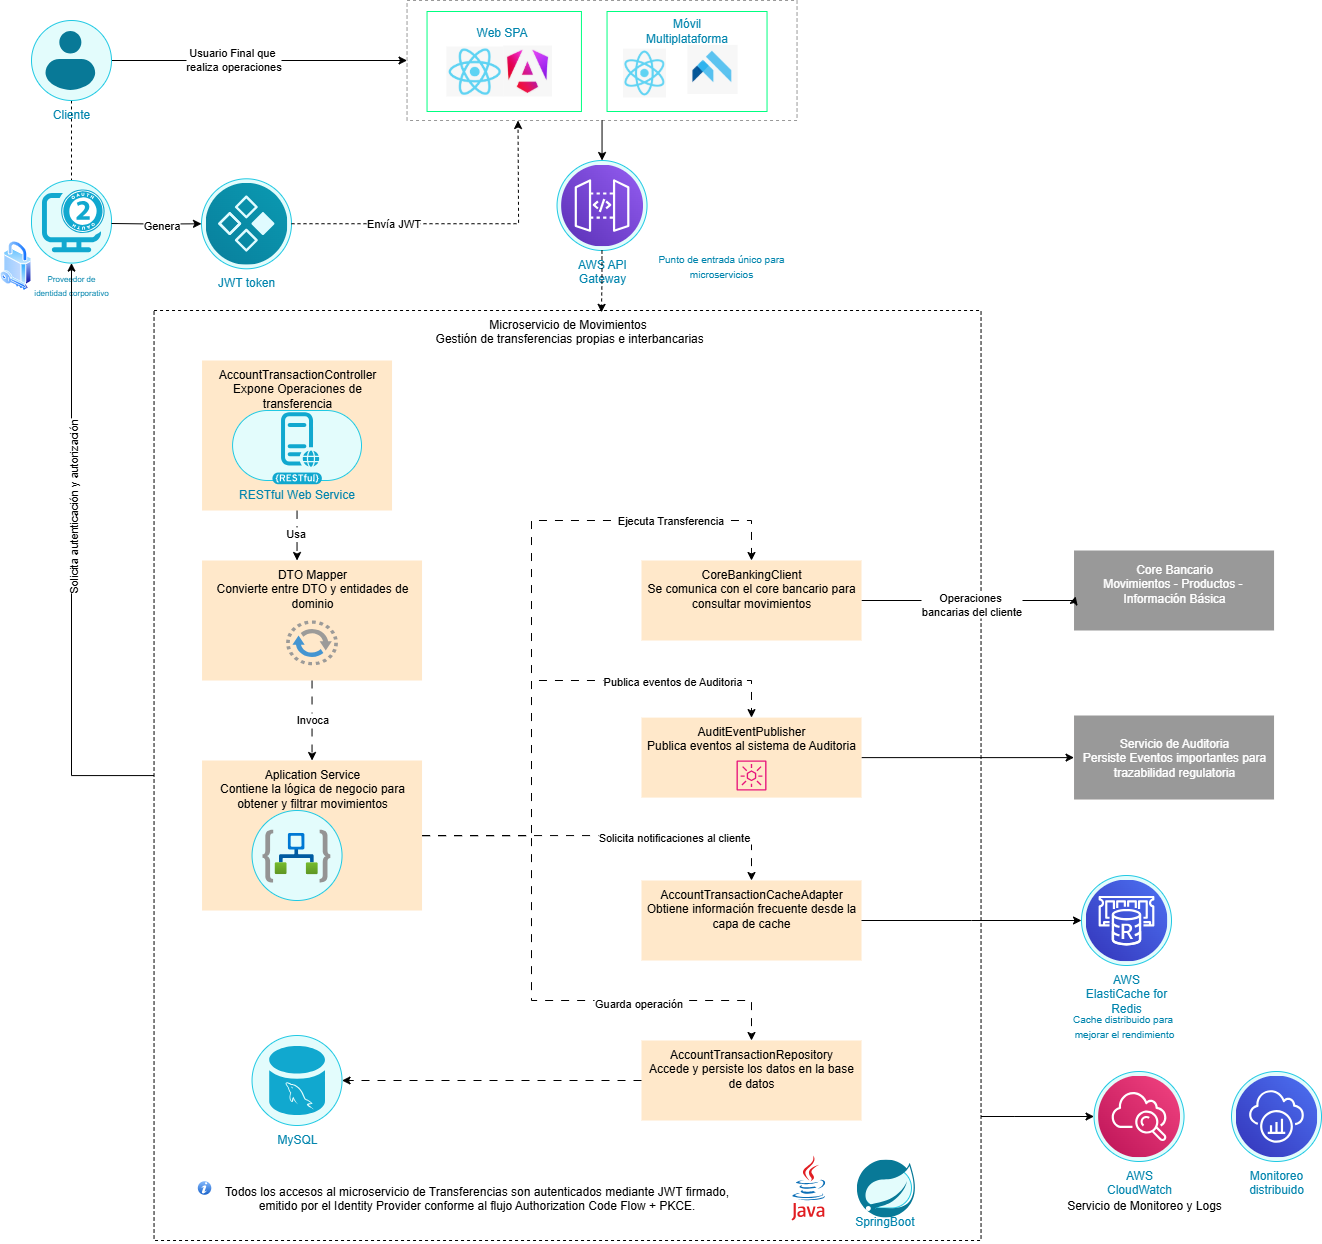 Web SPA
Móvil
Multiplataforma
Usuario Final que
realiza operaciones
Cliente
OAUTH
2
Genera
Envía JWT
JWT token
Proveedor de
identidad corporativo
AWS API
Gateway
Punto de entrada único para
microservicios
Microservicio de Movimientos
Gestión de transferencias propias e interbancarias
AccountTransactionController
Expone Operaciones de
transferencia
{RESTful}
RESTful Web Service
Usa
Solicita autenticación y autorización
Ejecuta Transferencia
DTO Mapper
Convierte entre DTO y entidades de
dominio
CoreBankingClient
Se comunica con el core bancario para
consultar movimientos
Operaciones
bancarias del cliente
Core Bancario
Movimientos - Productos -
Información Básica
Publica eventos de Auditoria
Invoca
AuditEventPublisher
Publica eventos al sistema de Auditoria
Servicio de Auditoria
Persiste Eventos importantes para
trazabilidad regulatoria
Aplication Service
Contiene la lógica de negocio para
obtener y filtrar movimientos
Solicita notificaciones al cliente
AccountTransactionCacheAdapter
Obtiene información frecuente desde la
capa de cache
R
AWS
ElastiCache for
Redis
Cache distribuido para
mejorar el rendimiento
Guarda operación
AccountTransactionRepository
Accede y persiste los datos en la base
de datos
MySQL
AWS
CloudWatch
Servicio de Monitoreo y Logs
Monitoreo
distribuido
Todos los accesos al microservicio de Transferencias son autenticados mediante JWT firmado,
emitido por el Identity Provider conforme al flujo Authorization Code Flow + PKCE.
Java
SpringBoot